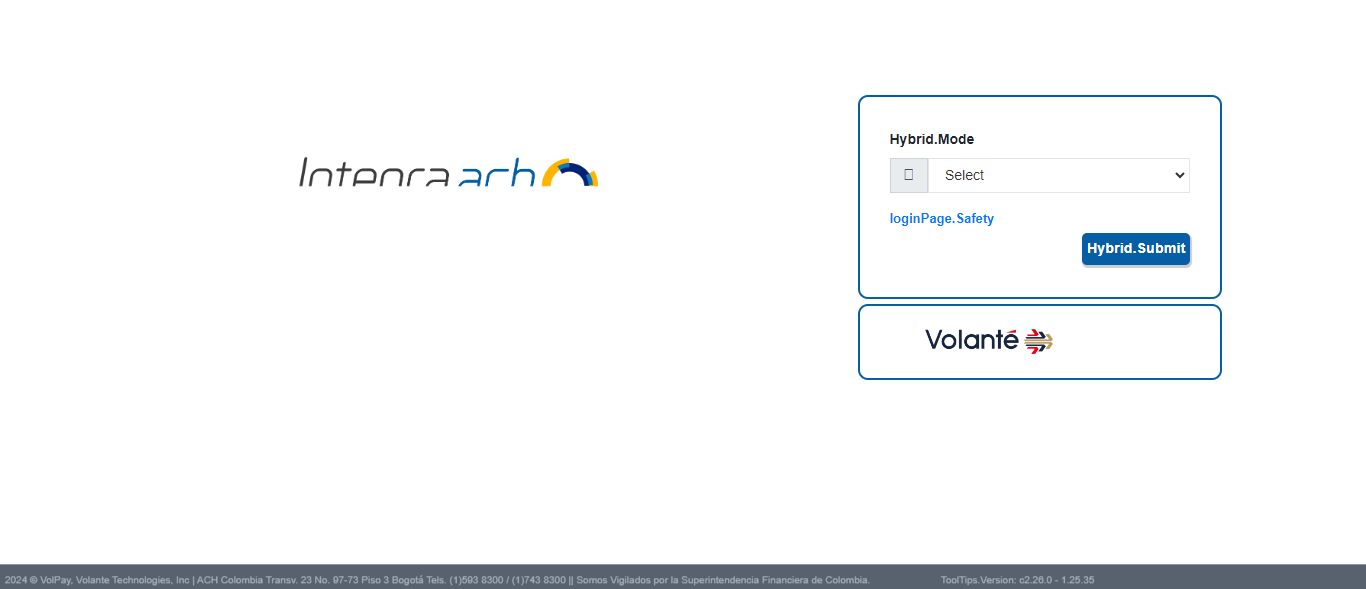 Hybrid.Mode
Select
loginPage.Safety
Hybrid.Submit
ach
Volanté
2024 © VolPay, Volante Technologies, Inc | ACH Colombia Transv. 23 No. 97-73 Piso 3 Bogotá Tels. (1)593 8300 / (1)743 8300 || Somos Vigilados por la Superintendencia Financiera de Colombia.
ToolTips.Version: c2.26.0 - 1.25.35